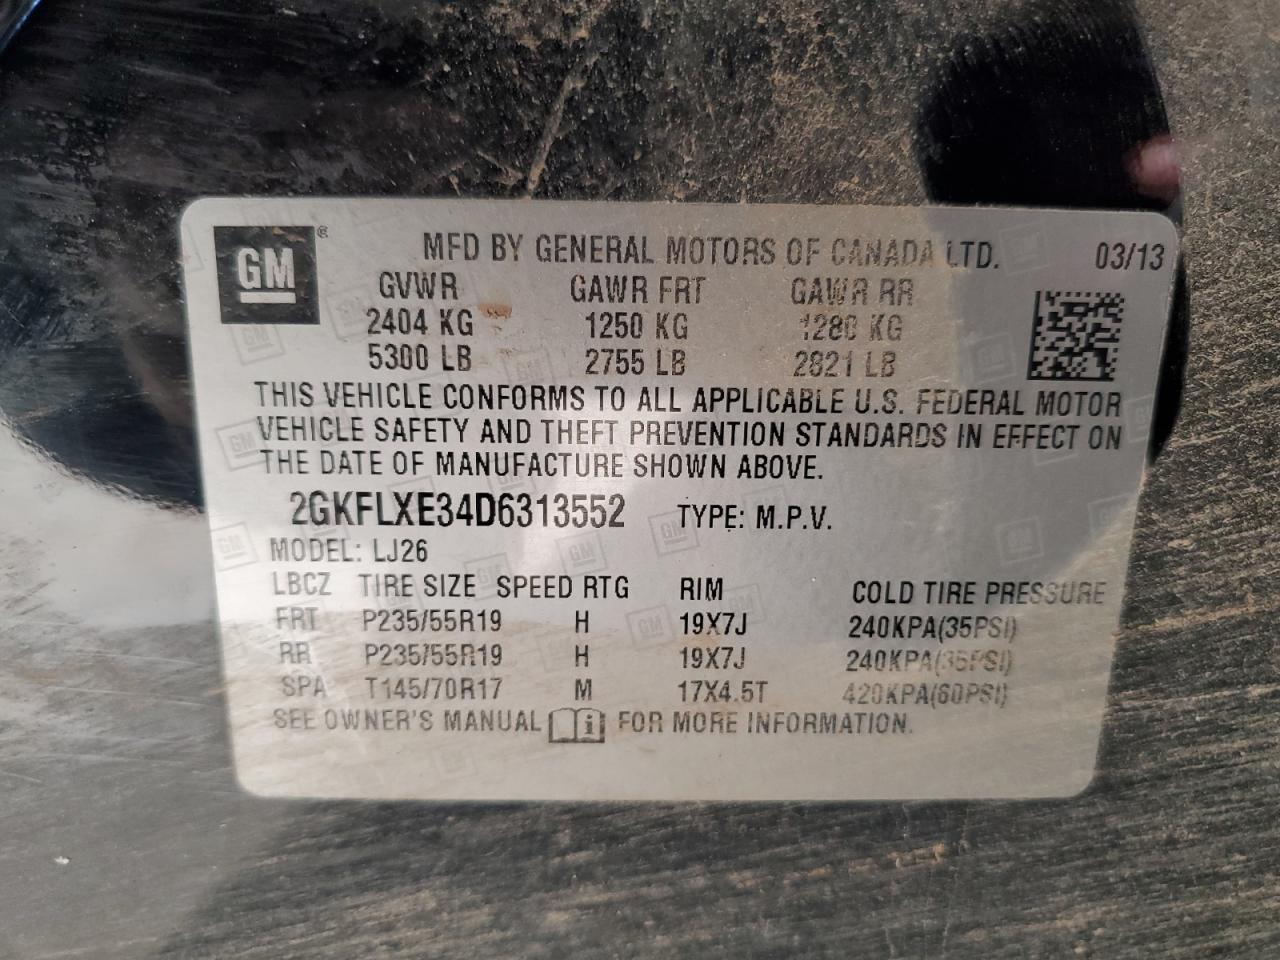 GM®
MFD BY GENERAL MOTORS OF CANADA LTD. 03/13
GVWR GAWR FRT GAWR RR
2404 KG 1250 KG 1280 KG
5300 LB 2755 LB 2821 LB
THIS VEHICLE CONFORMS TO ALL APPLICABLE U.S. FEDERAL MOTOR
VEHICLE SAFETY AND THEFT PREVENTION STANDARDS IN EFFECT ON
THE DATE OF MANUFACTURE SHOWN ABOVE.
2GKFLXE34D6313552 TYPE: M.P.V.
MODEL: LJ26
LBCZ TIRE SIZE SPEED RTG RIM COLD TIRE PRESSURE
FRT P235/55R19 H 19X7J 240KPA(35PSI)
RR P235/55R19 H 19X7J 240KPA(35PSI)
SPA T145/70R17 M 17X4.5T 420KPA(60PSI)
SEE OWNER'S MANUAL i FOR MORE INFORMATION.